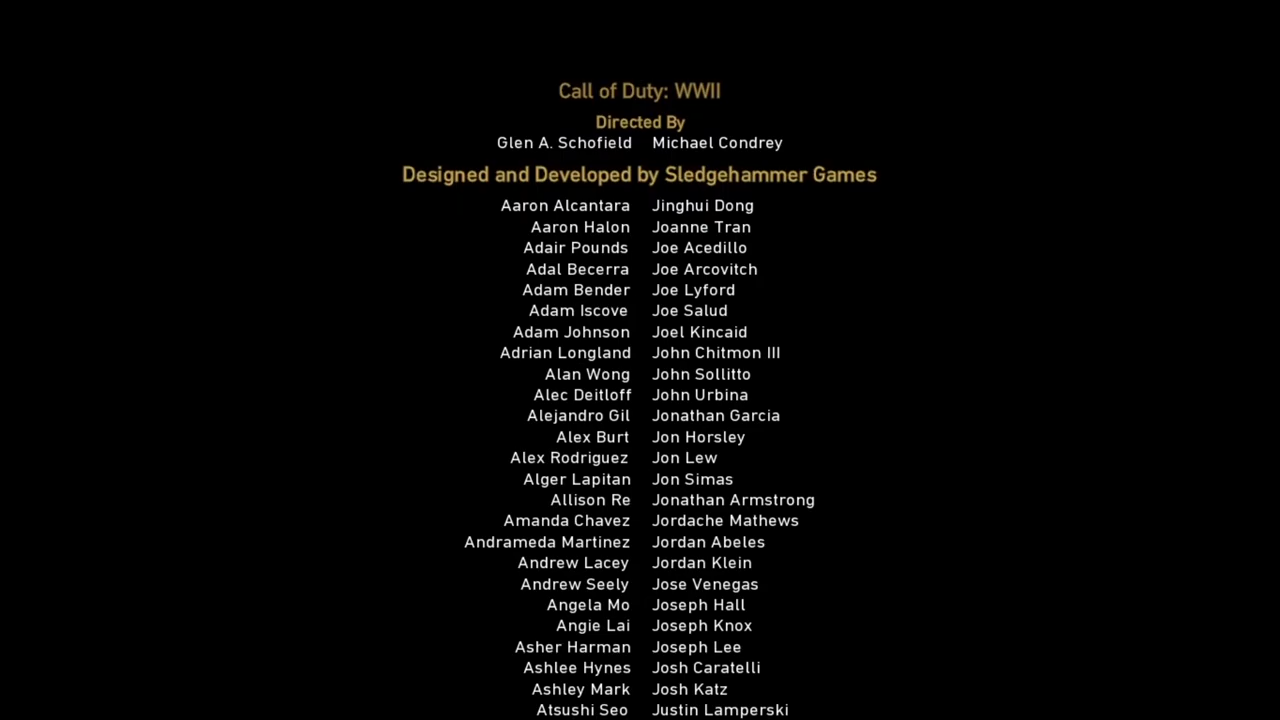 Call of Duty: WWII
Directed By
Glen A. Schofield Michael Condrey
Designed and Developed by Sledgehammer Games
Aaron Alcantara Jinghui Dong
Aaron Halon Joanne Tran
Adair Pounds Joe Acedillo
Adal Becerra Joe Arcovitch
Adam Bender Joe Lyford
Adam Iscove Joe Salud
Adam Johnson Joel Kincaid
Adrian Longland John Chitmon III
Alan Wong John Sollitto
Alec Deitloff John Urbina
Alejandro Gil Jonathan Garcia
Alex Burt Jon Horsley
Alex Rodriguez Jon Lew
Alger Lapitan Jon Simas
Allison Re Jonathan Armstrong
Amanda Chavez Jordache Mathews
Andrameda Martinez Jordan Abeles
Andrew Lacey Jordan Klein
Andrew Seely Jose Venegas
Angela Mo Joseph Hall
Angie Lai Joseph Knox
Asher Harman Joseph Lee
Ashlee Hynes Josh Caratelli
Ashley Mark Josh Katz
Atsushi Seo Justin Lamperski